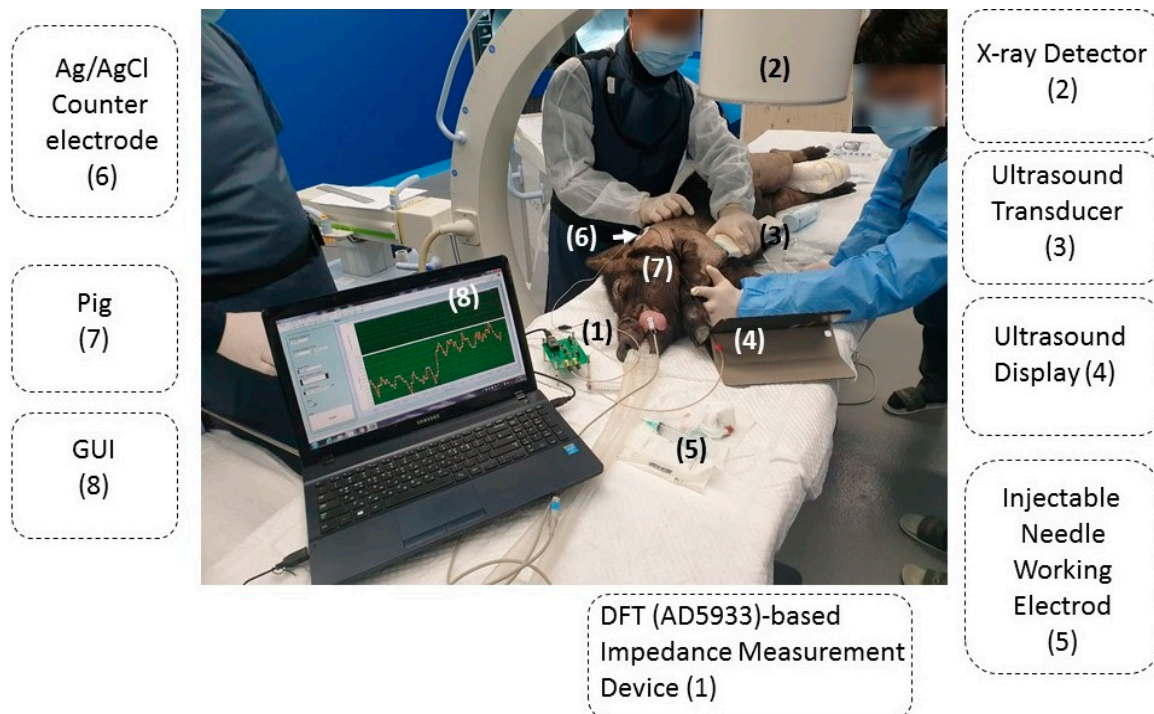 Ag/AgCl
Counter
electrode
(6)
Pig
(7)
GUI
(8)
X-ray Detector
(2)
Ultrasound
Transducer
(3)
Ultrasound
Display (4)
Injectable
Needle
Working
Electrod
(5)
DFT (AD5933)-based
Impedance Measurement
Device (1)
(2)
(6)
(3)
(7)
(8)
(1)
(4)
(5)
SAMSUNG